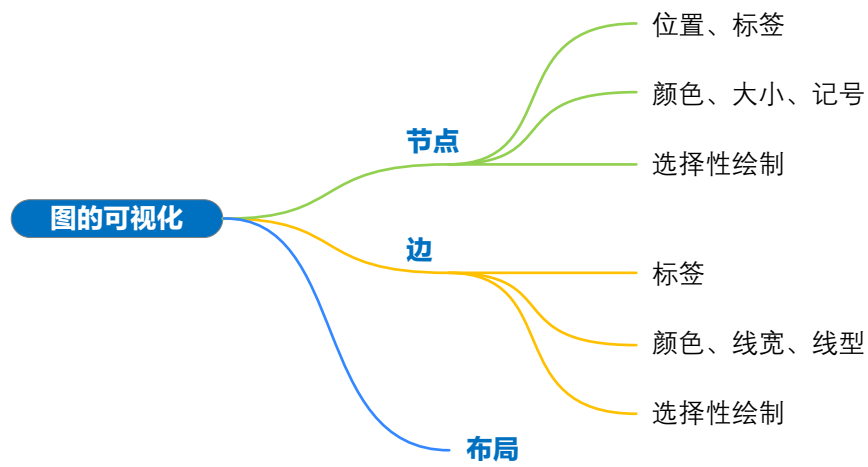 图的可视化
节点
位置、标签
颜色、大小、记号
选择性绘制
边
标签
颜色、线宽、线型
选择性绘制
布局